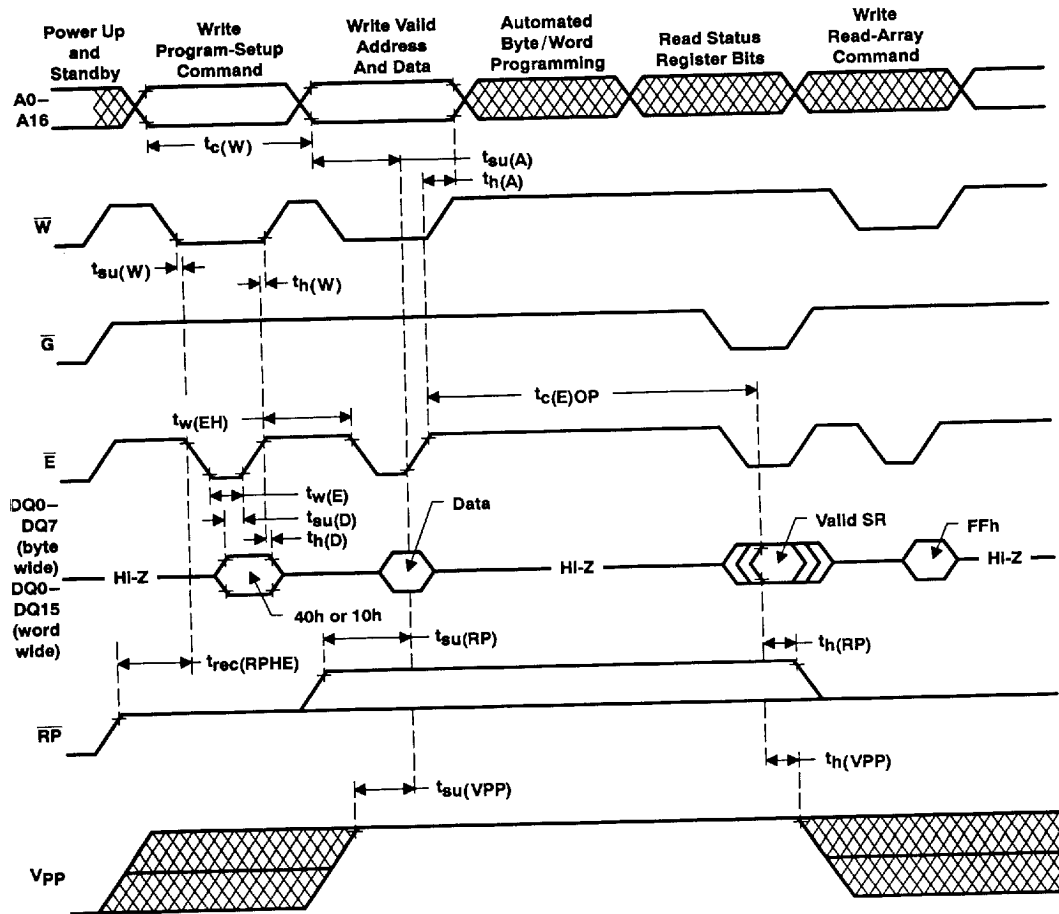 Power Up
and
Standby
Write
Program-Setup
Command
Write Valid
Address
And Data
Automated
Byte/Word
Programming
Read Status
Register Bits
Write
Read-Array
Command
A0–
A16
tc(W)
tsu(A)
th(A)
W
tsu(W)
th(W)
G
tc(E)OP
tw(EH)
E
tw(E)
tsu(D)
th(D)
Data
Valid SR
FFh
DQ0–
DQ7
(byte
wide)
DQ0–
DQ15
(word
wide)
Hi-Z
Hi-Z
Hi-Z
40h or 10h
tsu(RP)
th(RP)
trec(RPHE)
RP
th(VPP)
tsu(VPP)
VPP